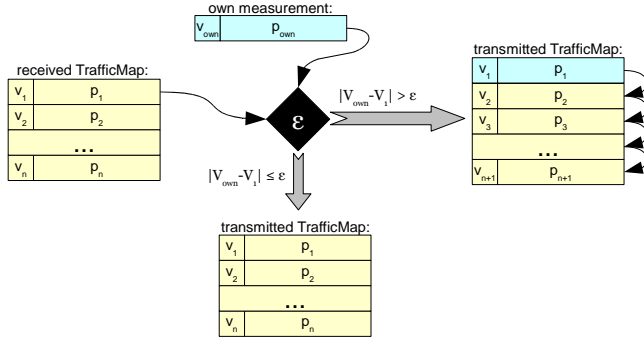 own measurement:
v_own p_own
received TrafficMap:
v_1 p_1
v_2 p_2
...
v_n p_n
ε
|V_own-V_1| > ε
transmitted TrafficMap:
v_1 p_1
v_2 p_2
v_3 p_3
...
v_n+1 p_n+1
|V_own-V_1| ≤ ε
transmitted TrafficMap:
v_1 p_1
v_2 p_2
...
v_n p_n